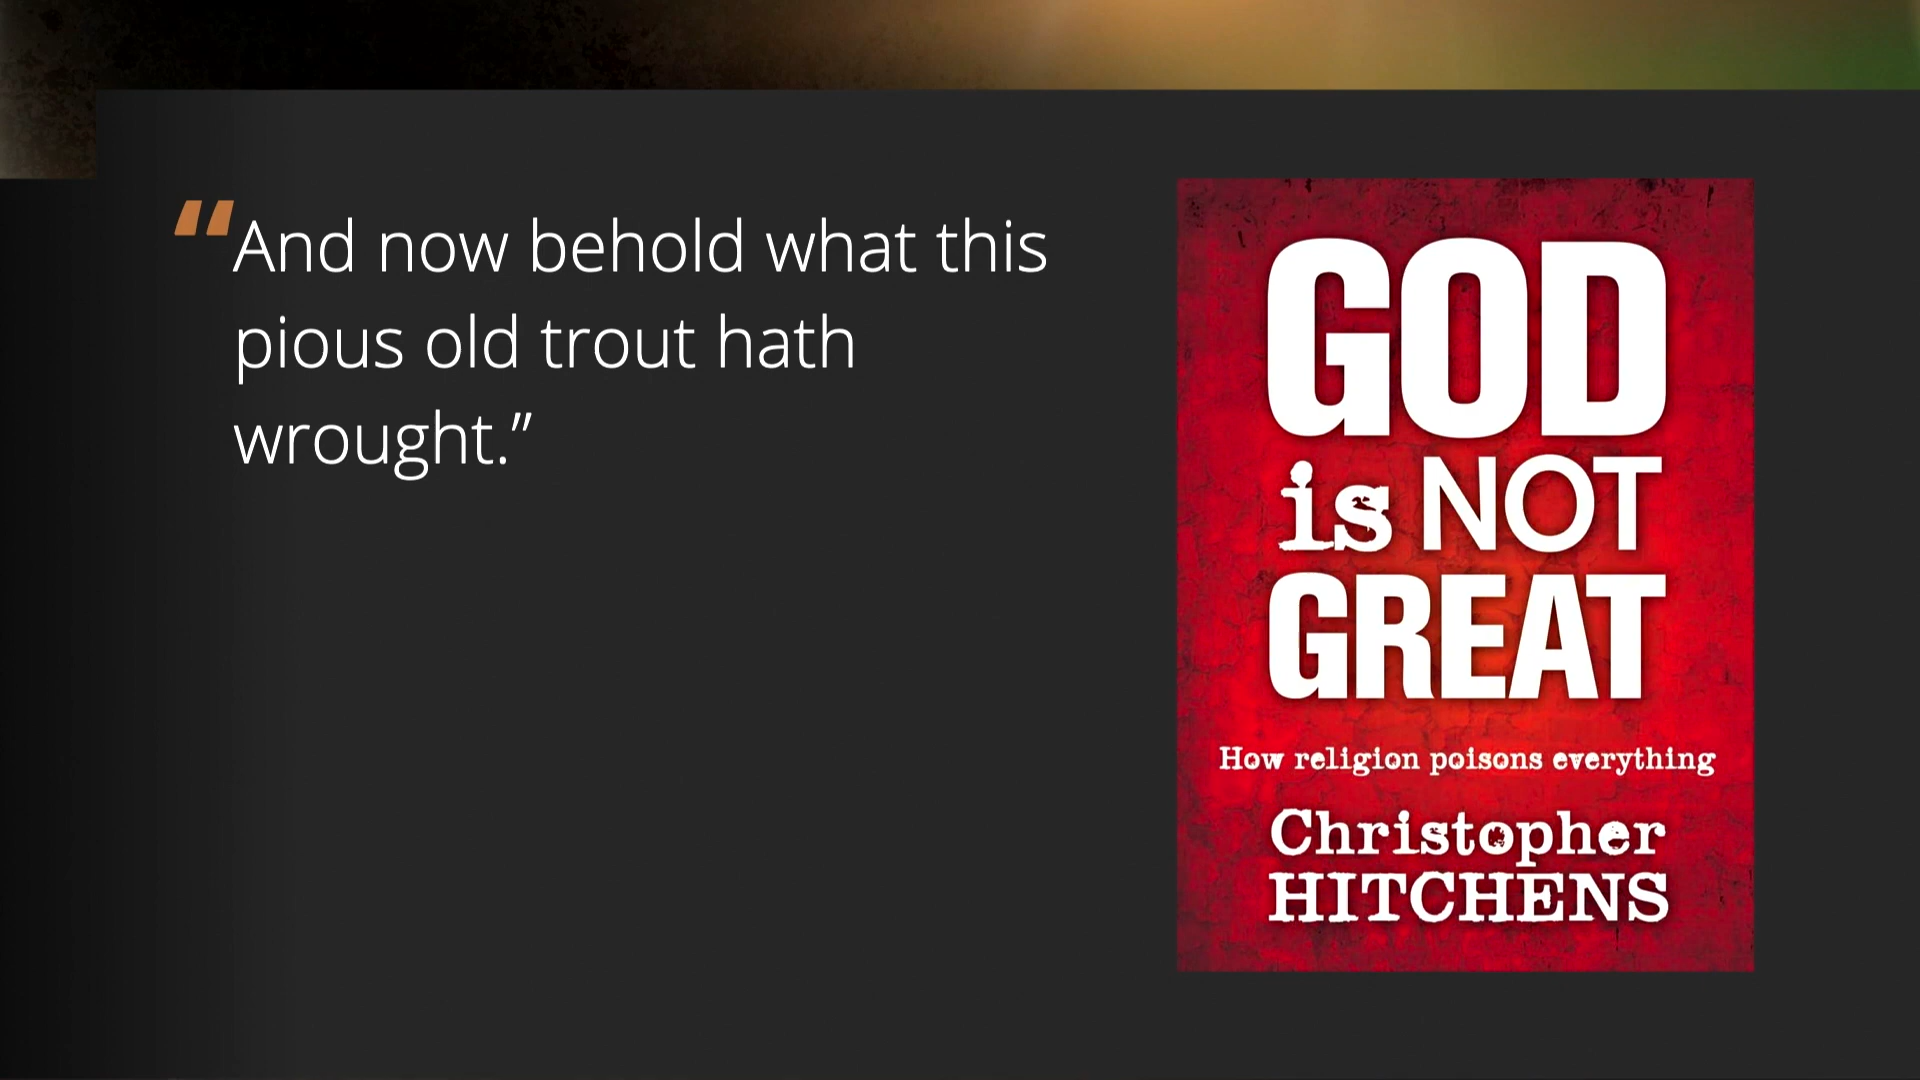 “And now behold what this
pious old trout hath
wrought.”
GOD
is NOT
GREAT
How religion poisons everything
Christopher
HITCHENS